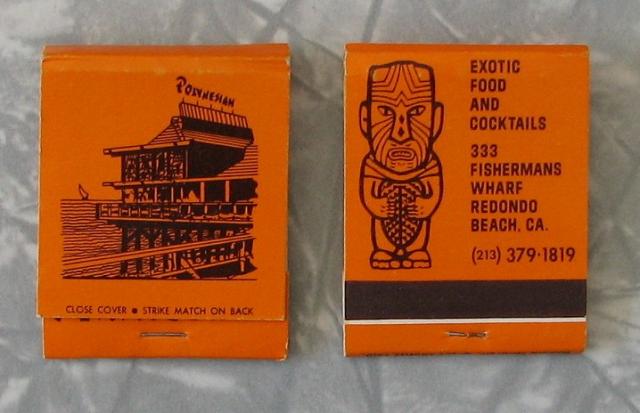 POLYNESIAN
CLOSE COVER ● STRIKE MATCH ON BACK
EXOTIC
FOOD
AND
COCKTAILS
333
FISHERMANS
WHARF
REDONDO
BEACH, CA.
(213) 379·1819